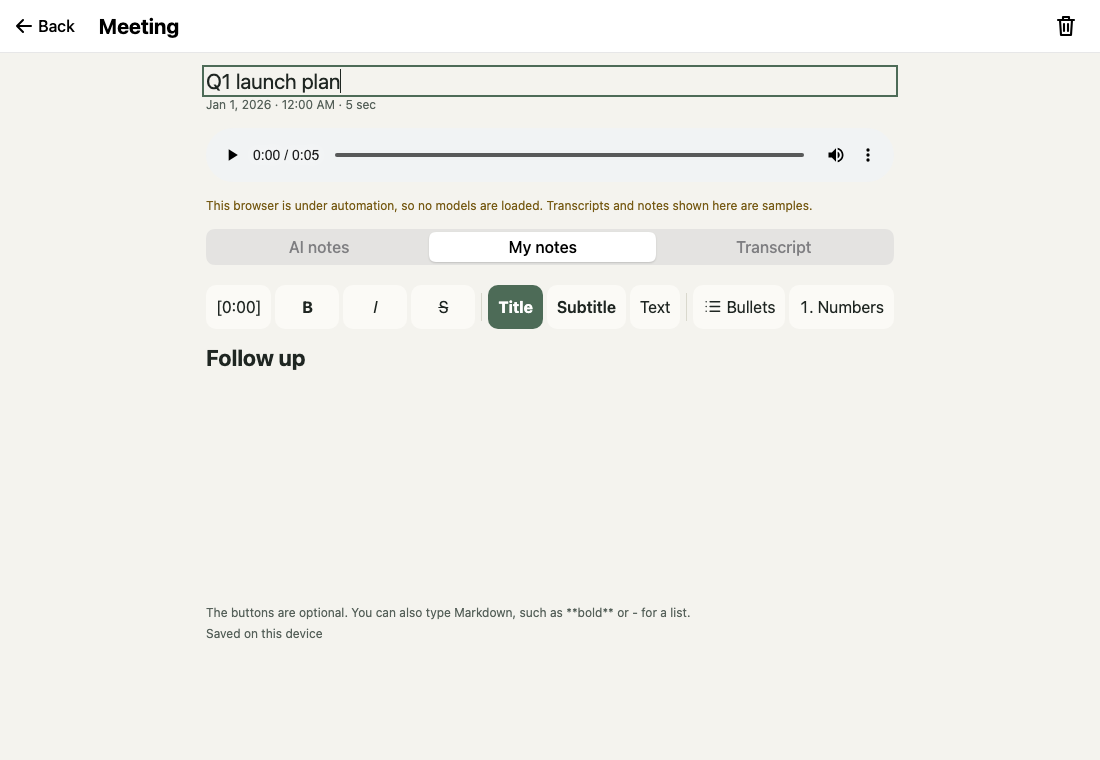 Back Meeting
Q1 launch plan
Jan 1, 2026 · 12:00 AM · 5 sec
0:00 / 0:05
This browser is under automation, so no models are loaded. Transcripts and notes shown here are samples.
AI notes My notes Transcript
[0:00] B I S Title Subtitle Text Bullets 1. Numbers
Follow up
The buttons are optional. You can also type Markdown, such as **bold** or - for a list.
Saved on this device